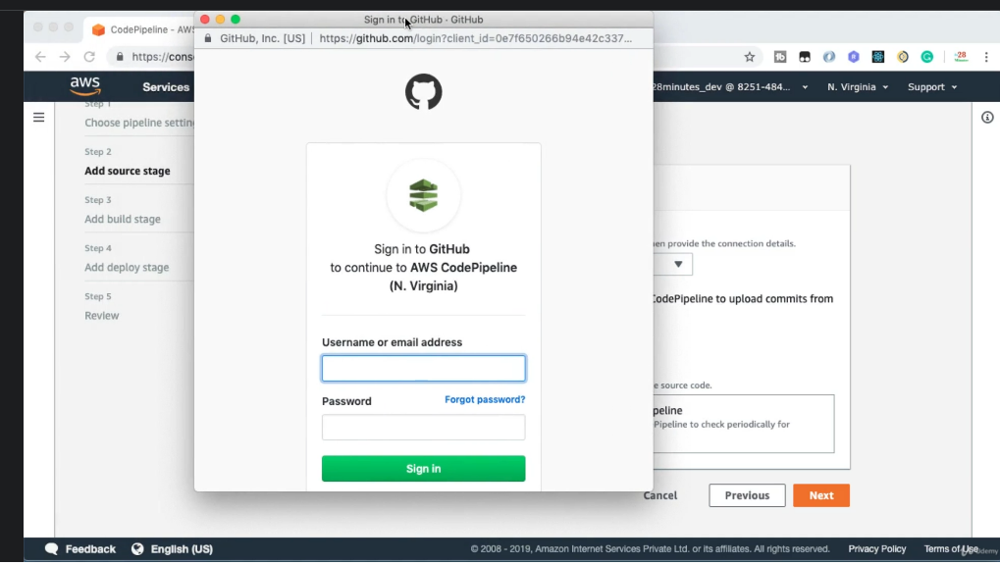 Sign in to GitHub - GitHub
CodePipeline - AWS
GitHub, Inc. [US] | https://github.com/login?client_id=0e7f650266b94e42c337...
https://cons
-28
aws
Services
28minutes_dev @ 8251-484...
N. Virginia
Support
Step 1
Choose pipeline settin
Step 2
Add source stage
Step 3
Add build stage
Step 4
Add deploy stage
Step 5
Review
Sign in to GitHub
to continue to AWS CodePipeline
(N. Virginia)
Username or email address
Password
Forgot password?
Sign in
en provide the connection details.
CodePipeline to upload commits from
e source code.
peline
Pipeline to check periodically for
Cancel
Previous
Next
Feedback
English (US)
© 2008 - 2019, Amazon Internet Services Private Ltd. or its affiliates. All rights reserved.
Privacy Policy
Terms of Use
Udemy